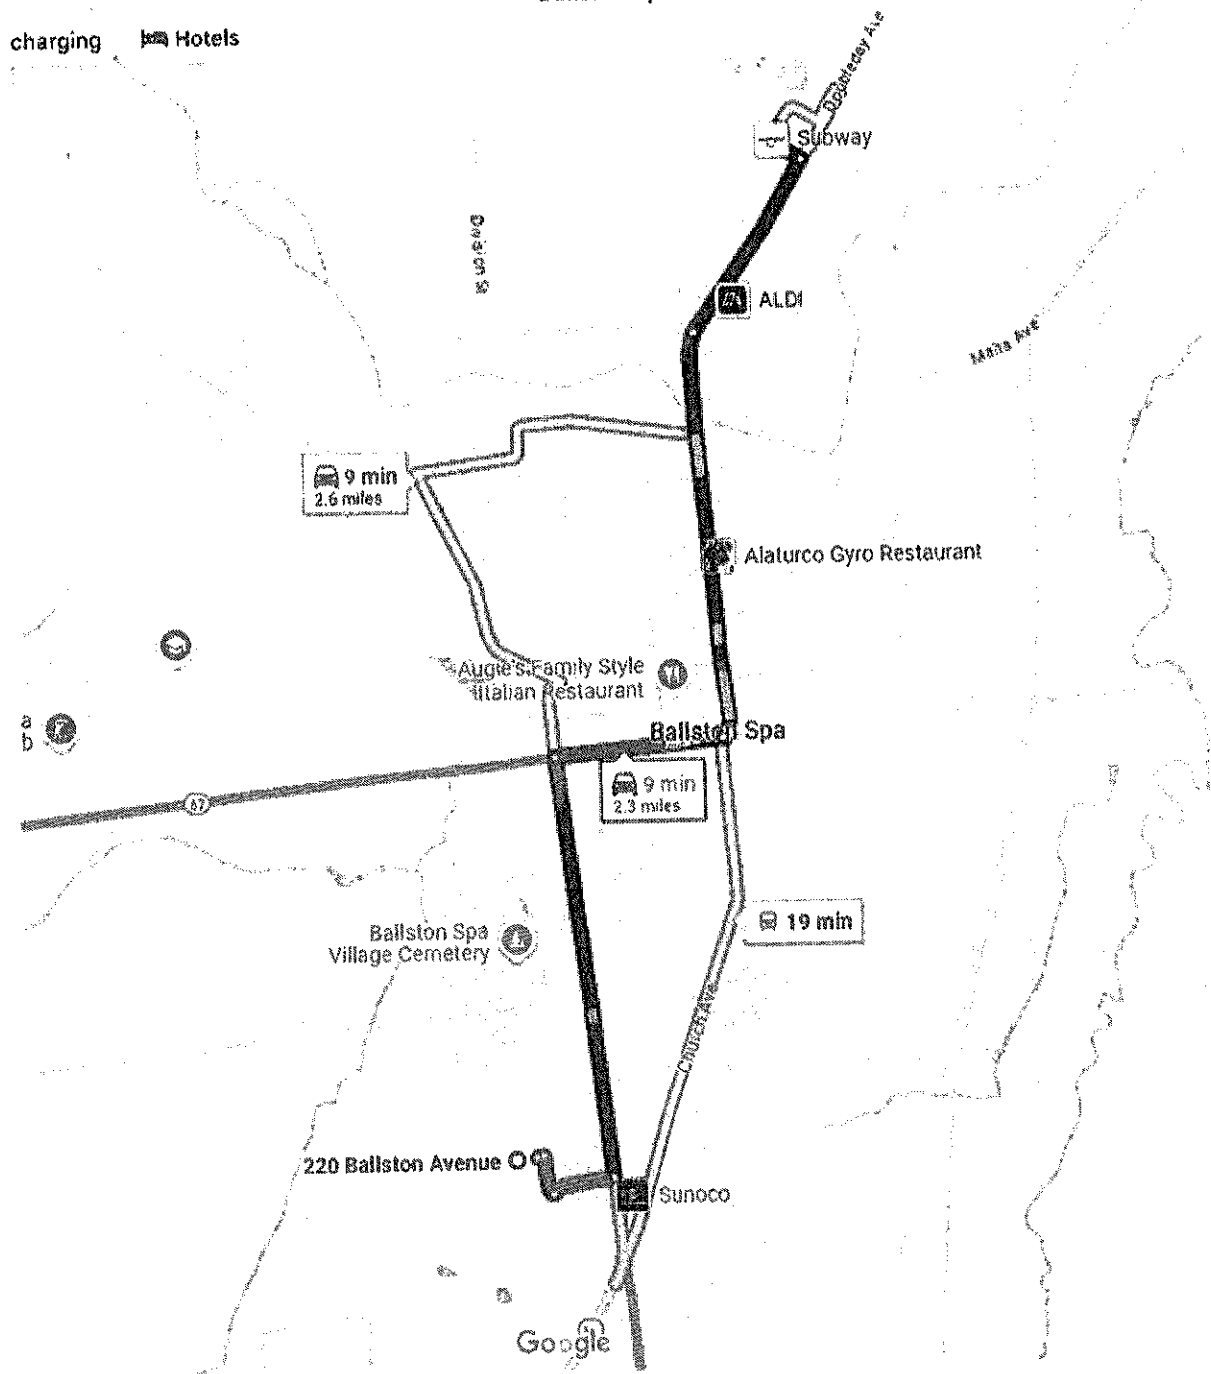 charging
Hotels
Doubleday Ave
Subway
Division St
ALDI
Malta Ave
9 min
2.6 miles
Alaturco Gyro Restaurant
Augie's Family Style
Italian Restaurant
a
b
Ballston Spa
67
9 min
2.3 miles
19 min
Ballston Spa
Village Cemetery
Church Ave
220 Ballston Avenue
Sunoco
Google